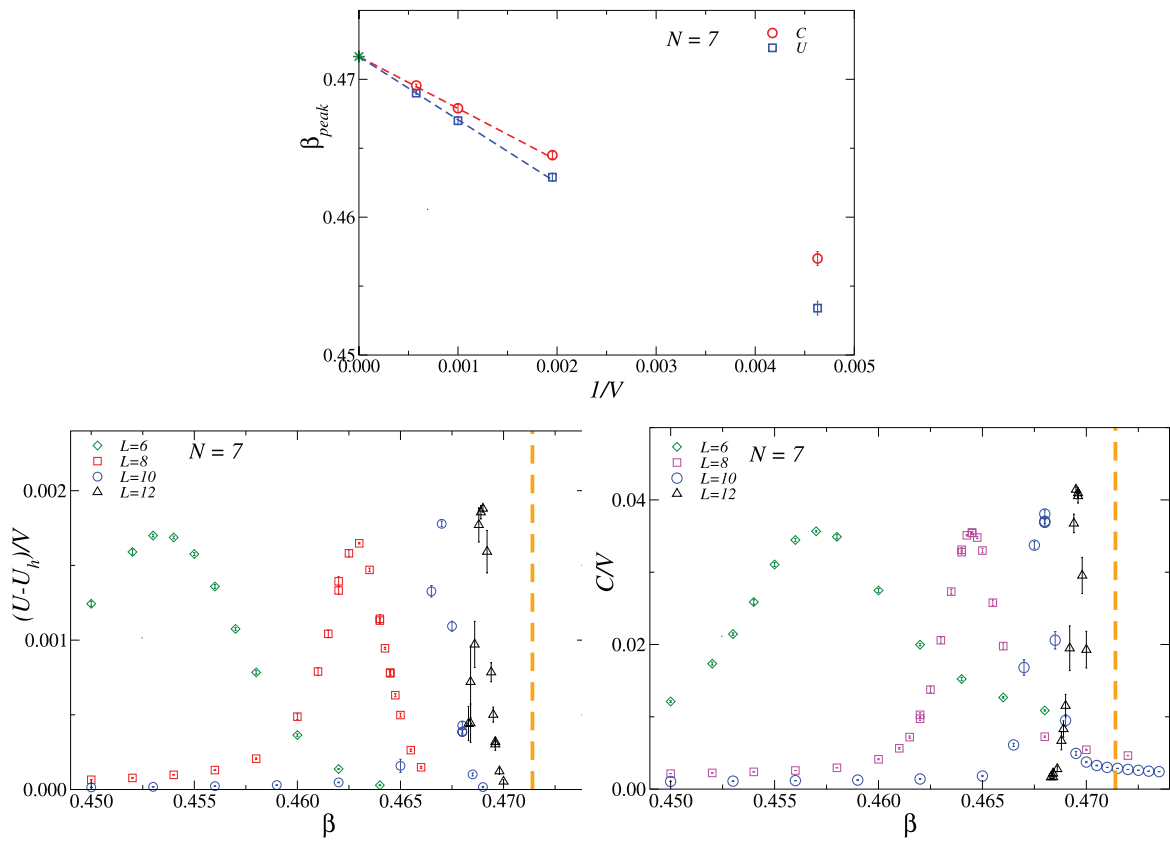 N = 7
C
U
0.47
0.46
0.45
β_peak
0.000 0.001 0.002 0.003 0.004 0.005
1/V
L=6
L=8
L=10
L=12
N = 7
0.002
0.001
0.000
(U-U_h)/V
0.450 0.455 0.460 0.465 0.470
β
L=6
L=8
L=10
L=12
N = 7
0.04
0.02
0.00
C/V
0.450 0.455 0.460 0.465 0.470
β